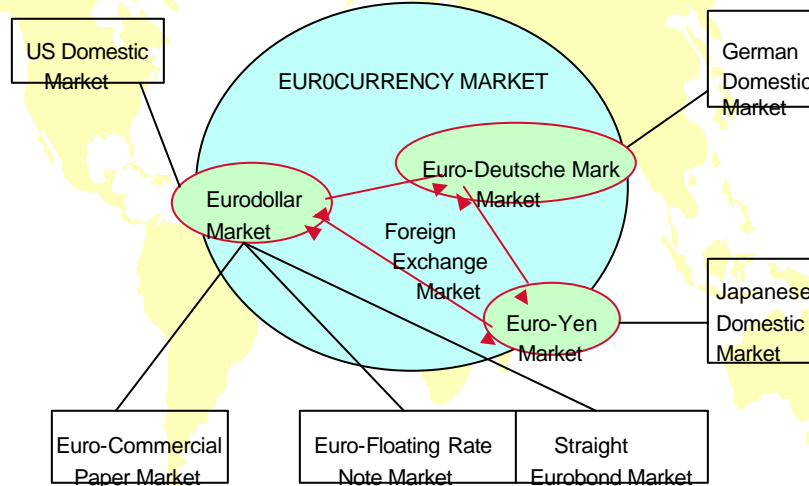 US Domestic
Market
EUR0CURRENCY MARKET
German
Domestic
Market
Euro-Deutsche Mark
Market
Eurodollar
Market
Foreign
Exchange
Market
Euro-Yen
Market
Japanese
Domestic
Market
Euro-Commercial
Paper Market
Euro-Floating Rate
Note Market
Straight
Eurobond Market